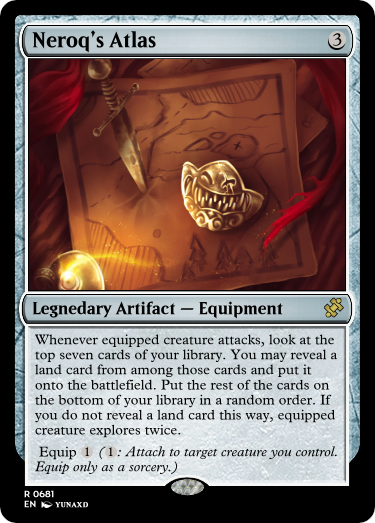 Neroq's Atlas 3
Legnedary Artifact — Equipment
Whenever equipped creature attacks, look at the
top seven cards of your library. You may reveal a
land card from among those cards and put it
onto the battlefield. Put the rest of the cards on
the bottom of your library in a random order. If
you do not reveal a land card this way, equipped
creature explores twice.
Equip 1 (1: Attach to target creature you control.
Equip only as a sorcery.)
R 0681
EN YUNAXD